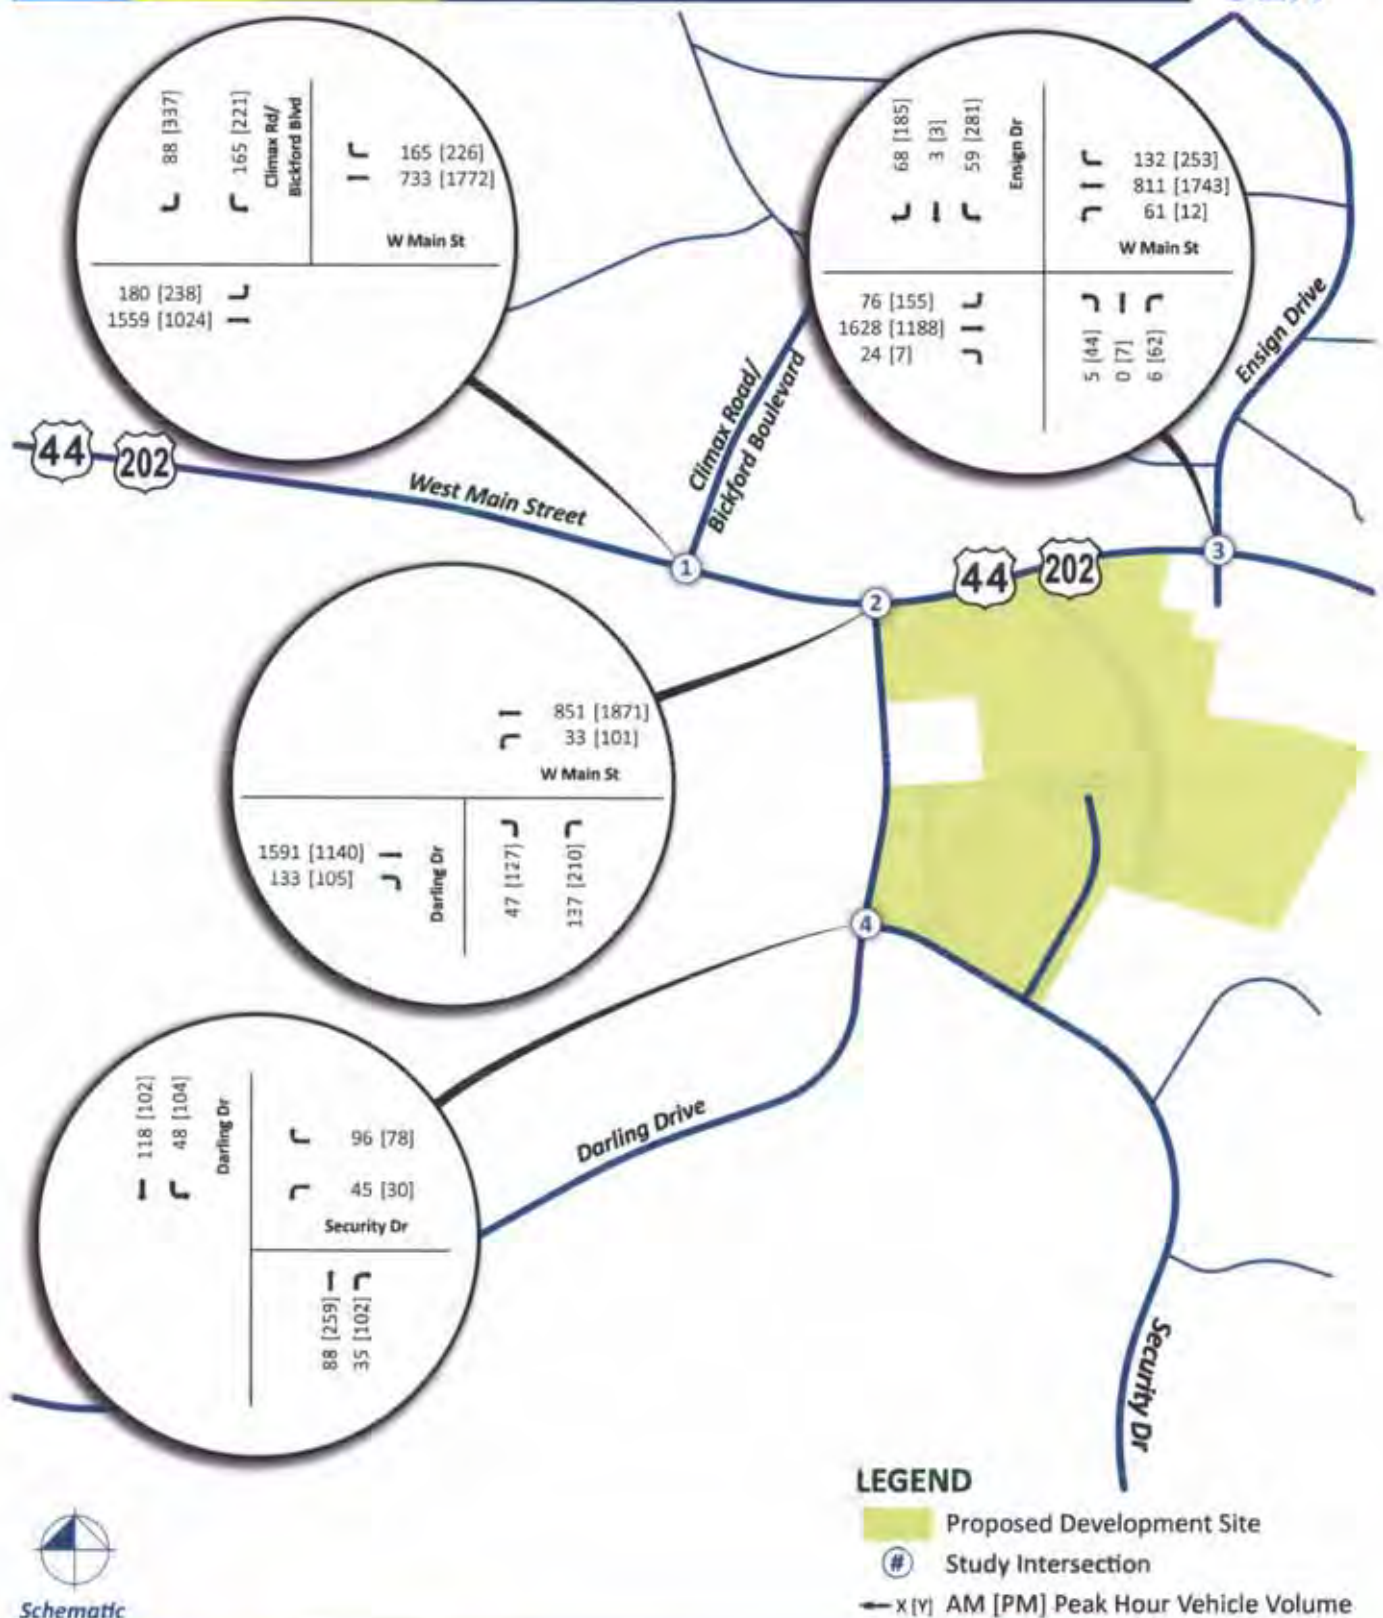 88 [337]
165 [221]
Climax Rd/
Bickford Blvd
165 [226]
733 [1772]
W Main St
180 [238]
1559 [1024]
68 [185]
3 [3]
59 [281]
Ensign Dr
132 [253]
811 [1743]
61 [12]
W Main St
76 [155]
1628 [1188]
24 [7]
5 [44]
0 [7]
6 [62]
Ensign Drive
Climax Road/
Bickford Boulevard
44
202
West Main Street
1
2
44
202
3
851 [1871]
33 [101]
W Main St
1591 [1140]
133 [105]
Darling Dr
47 [127]
137 [210]
4
118 [102]
48 [104]
Darling Dr
96 [78]
45 [30]
Security Dr
88 [259]
35 [102]
Darling Drive
Security Dr
LEGEND
Proposed Development Site
# Study Intersection
X [Y] AM [PM] Peak Hour Vehicle Volume
Schematic